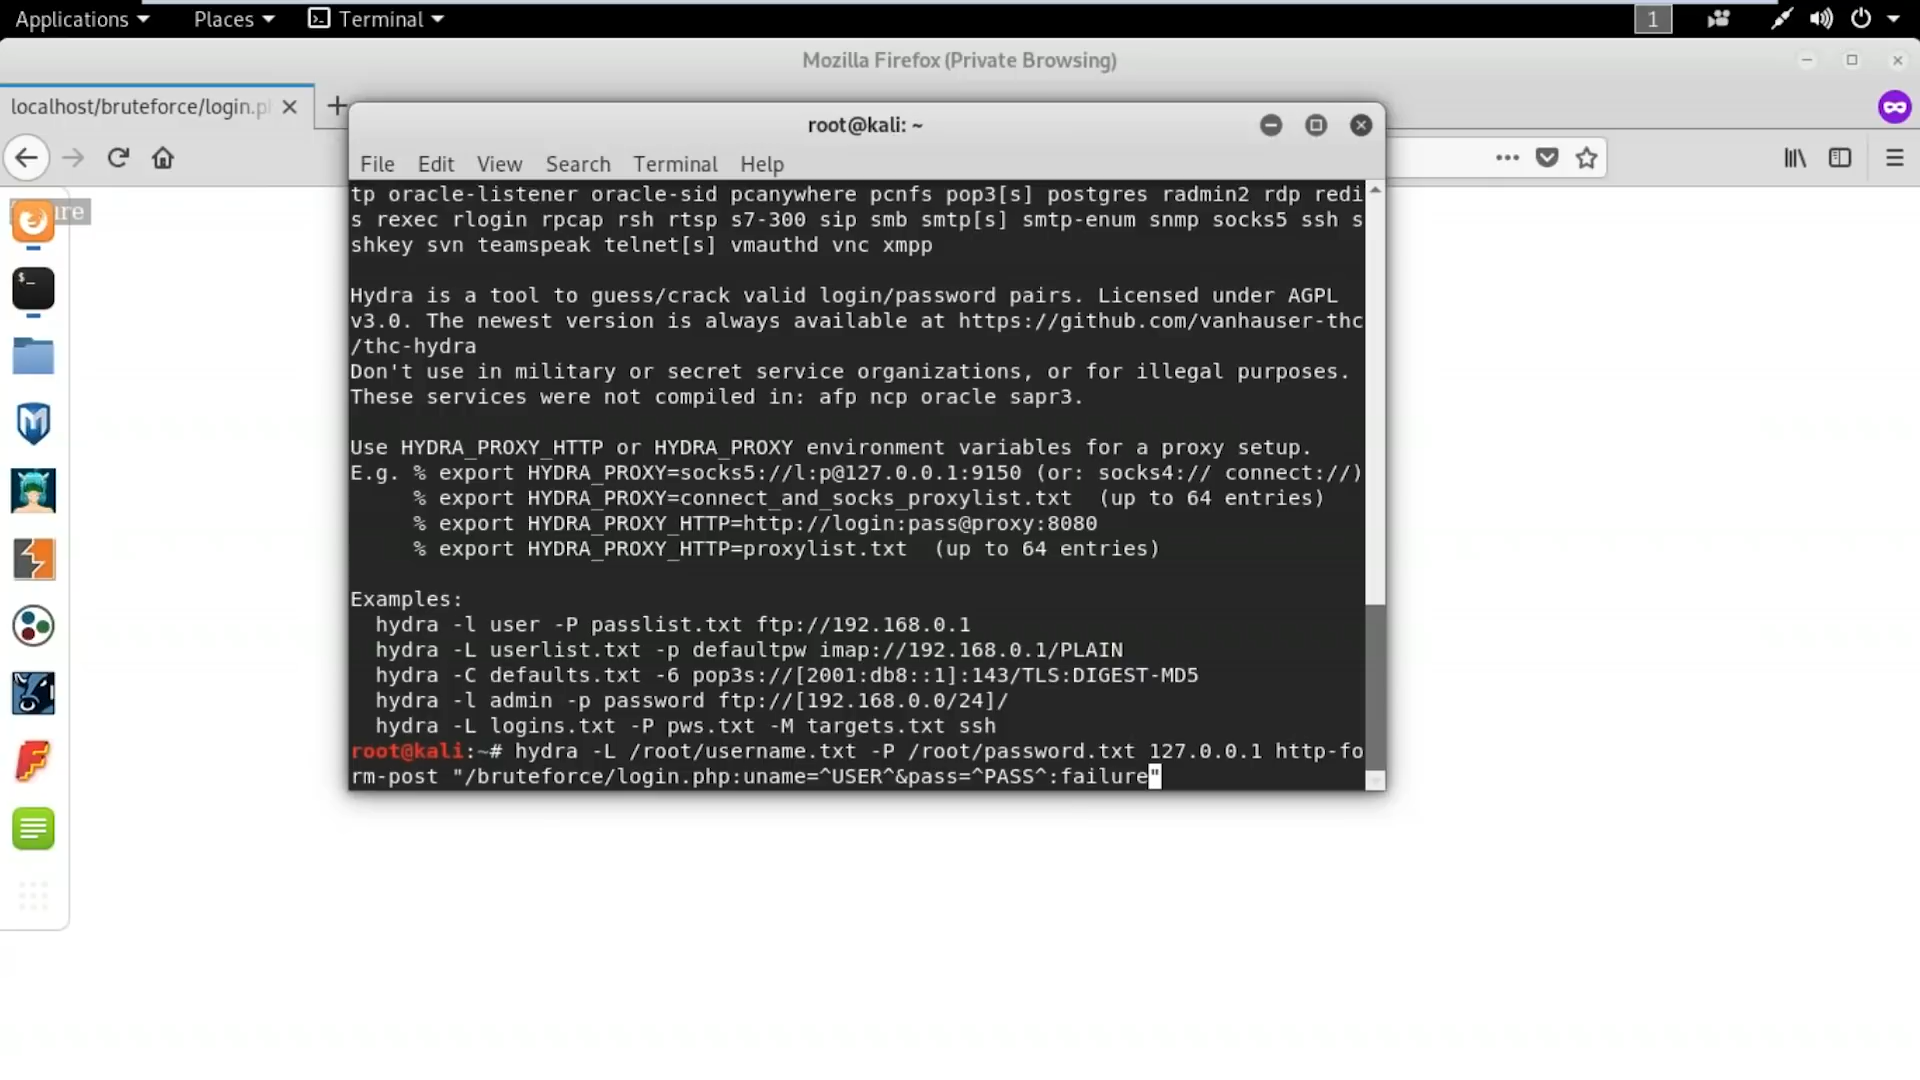 Applications Places Terminal 1
Mozilla Firefox (Private Browsing)
localhost/bruteforce/login.p
root@kali: ~
File Edit View Search Terminal Help
tp oracle-listener oracle-sid pcanywhere pcnfs pop3[s] postgres radmin2 rdp redi
s rexec rlogin rpcap rsh rtsp s7-300 sip smb smtp[s] smtp-enum snmp socks5 ssh s
shkey svn teamspeak telnet[s] vmauthd vnc xmpp
Hydra is a tool to guess/crack valid login/password pairs. Licensed under AGPL
v3.0. The newest version is always available at https://github.com/vanhauser-thc
/thc-hydra
Don't use in military or secret service organizations, or for illegal purposes.
These services were not compiled in: afp ncp oracle sapr3.
Use HYDRA_PROXY_HTTP or HYDRA_PROXY environment variables for a proxy setup.
E.g. % export HYDRA_PROXY=socks5://l:p@127.0.0.1:9150 (or: socks4:// connect://)
% export HYDRA_PROXY=connect_and_socks_proxylist.txt (up to 64 entries)
% export HYDRA_PROXY_HTTP=http://login:pass@proxy:8080
% export HYDRA_PROXY_HTTP=proxylist.txt (up to 64 entries)
Examples:
hydra -l user -P passlist.txt ftp://192.168.0.1
hydra -L userlist.txt -p defaultpw imap://192.168.0.1/PLAIN
hydra -C defaults.txt -6 pop3s://[2001:db8::1]:143/TLS:DIGEST-MD5
hydra -l admin -p password ftp://[192.168.0.0/24]/
hydra -L logins.txt -P pws.txt -M targets.txt ssh
root@kali:~# hydra -L /root/username.txt -P /root/password.txt 127.0.0.1 http-fo
rm-post "/bruteforce/login.php:uname=^USER^&pass=^PASS^:failure"